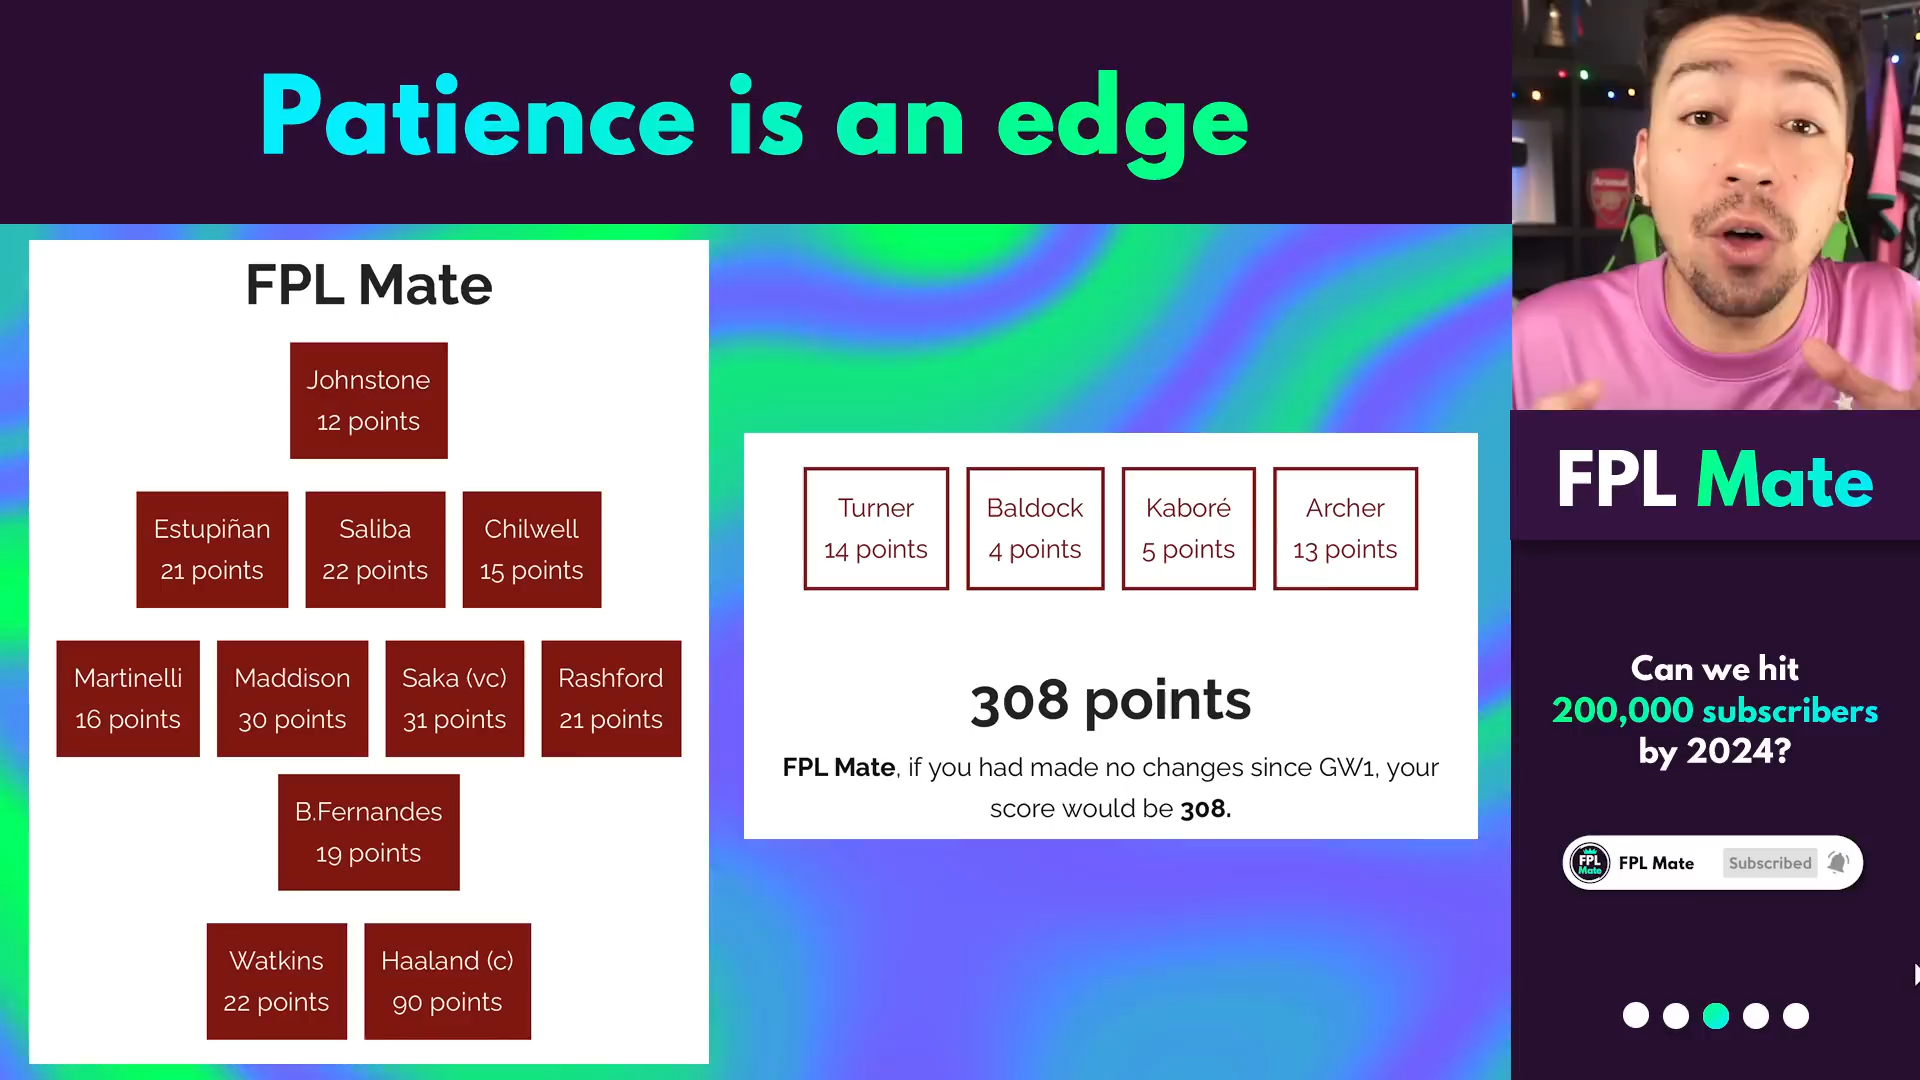 Patience is an edge
FPL Mate
Johnstone
12 points
Estupiñan
21 points
Saliba
22 points
Chilwell
15 points
Martinelli
16 points
Maddison
30 points
Saka (vc)
31 points
Rashford
21 points
B.Fernandes
19 points
Watkins
22 points
Haaland (c)
90 points
Turner
14 points
Baldock
4 points
Kaboré
5 points
Archer
13 points
308 points
FPL Mate, if you had made no changes since GW1, your
score would be 308.
Arsenal
FPL Mate
Can we hit
200,000 subscribers
by 2024?
FPL
Mate
FPL Mate
Subscribed